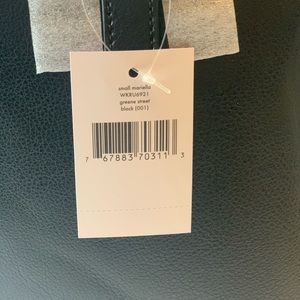 small mariella
WKRU6921
greene street
black (001)
7 67883 70311 3